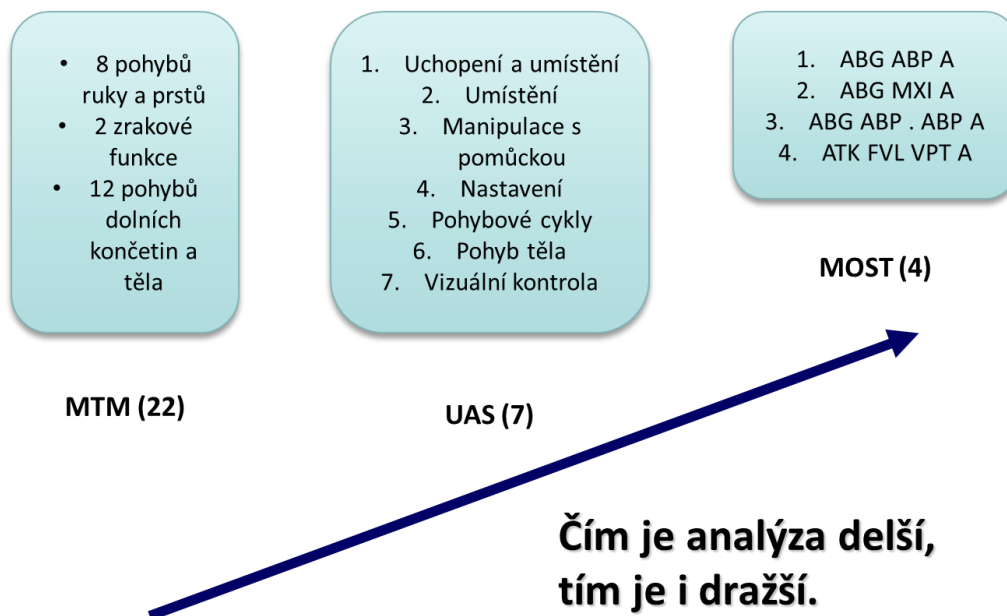 • 8 pohybů
ruky a prstů
• 2 zrakové
funkce
• 12 pohybů
dolních
končetin a
těla
MTM (22)
1. Uchopení a umístění
2. Umístění
3. Manipulace s
pomůckou
4. Nastavení
5. Pohybové cykly
6. Pohyb těla
7. Vizuální kontrola
UAS (7)
1. ABG ABP A
2. ABG MXI A
3. ABG ABP . ABP A
4. ATK FVL VPT A
MOST (4)
Čím je analýza delší,
tím je i dražší.